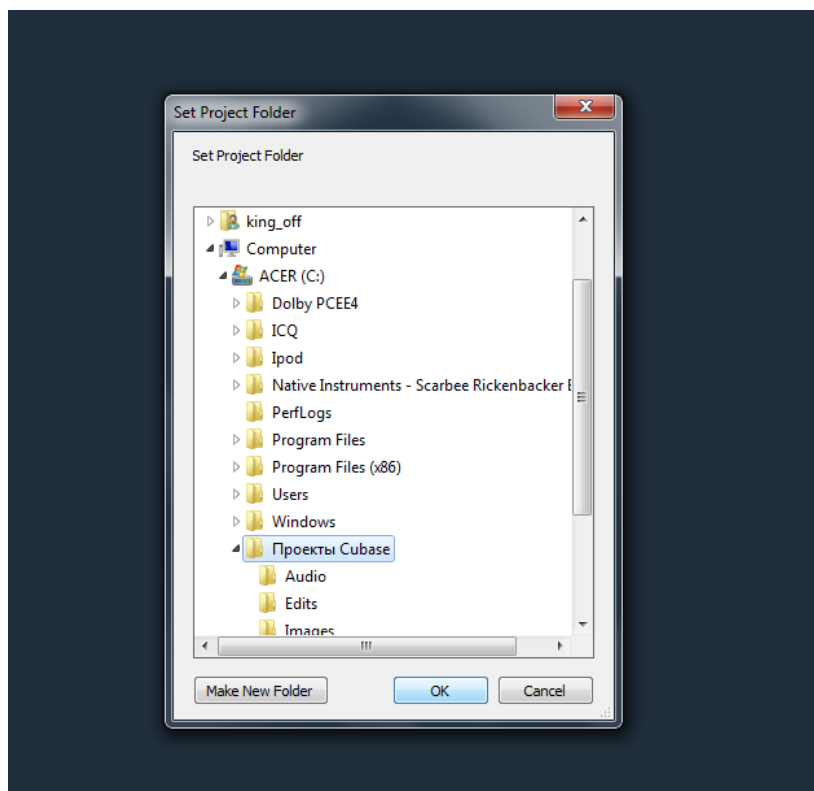 Set Project Folder
Set Project Folder
king_off
Computer
ACER (C:)
Dolby PCEE4
ICQ
Ipod
Native Instruments - Scarbee Rickenbacker
PerfLogs
Program Files
Program Files (x86)
Users
Windows
Проекты Cubase
Audio
Edits
Images
Make New Folder
OK
Cancel